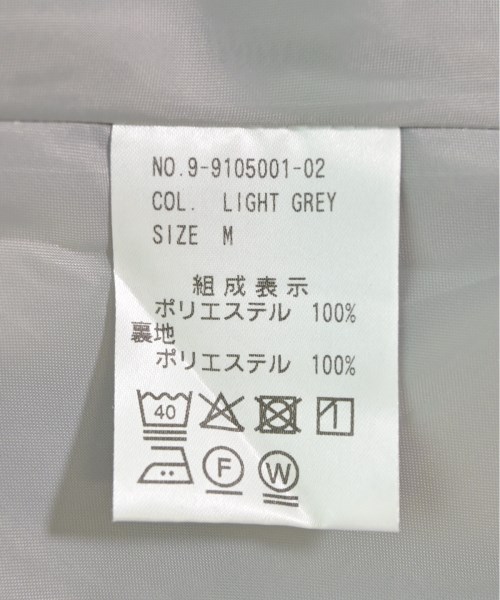 NO.9-9105001-02
COL. LIGHT GREY
SIZE M
組成表示
ポリエステル 100%
裏地
ポリエステル 100%
40
F W